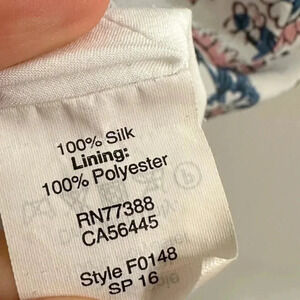 100% Silk
Lining:
100% Polyester
RN77388
CA56445
Style F0148
SP 16